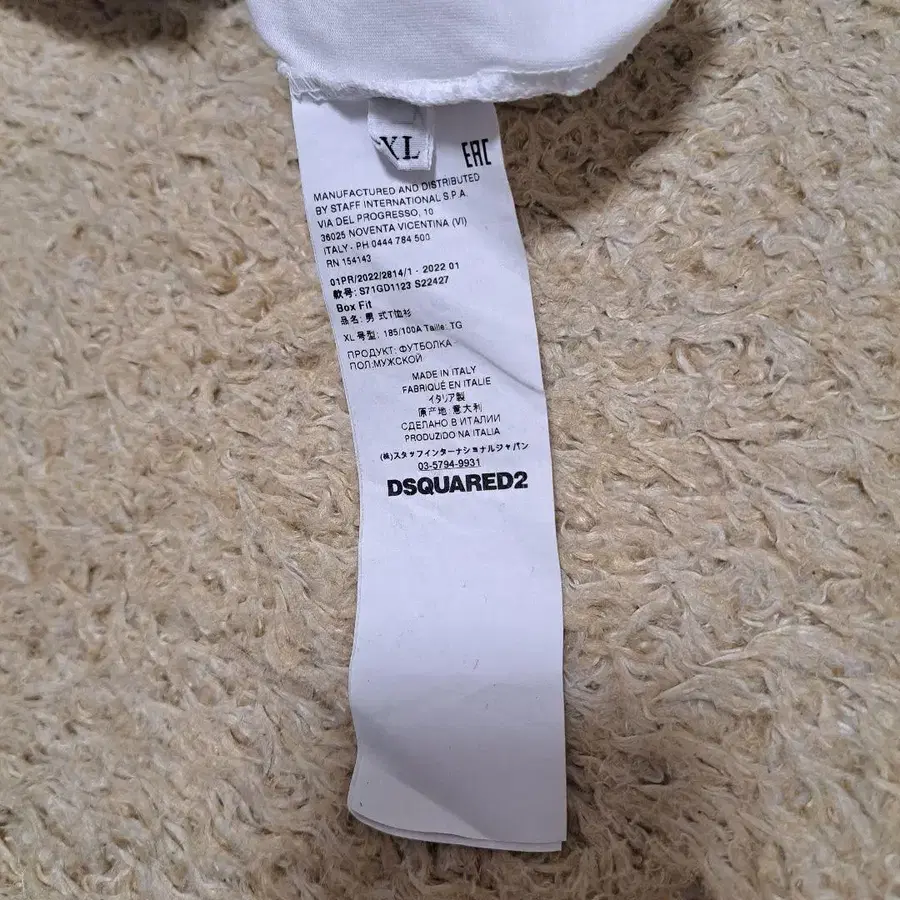 XL
EAC
MANUFACTURED AND DISTRIBUTED
BY STAFF INTERNATIONAL S.P.A.
VIA DEL PROGRESSO, 10
36025 NOVENTA VICENTINA (VI)
ITALY - PH 0444 784 500
RN 154143
01PR/2022/2814/1 - 2022 01
款号: S71GD1123 S22427
Box Fit
品名: 男 式T恤衫
XL 号型: 185/100A Taille: TG
ПРОДУКТ: ФУТБОЛКА
ПОЛ:МУЖСКОЙ
MADE IN ITALY
FABRIQUÉ EN ITALIE
イタリア製
原产地: 意大利
СДЕЛАНО В ИТАЛИИ
PRODUZIDO NA ITALIA
(株)スタッフインターナショナルジャパン
03-5794-9931
DSQUARED2